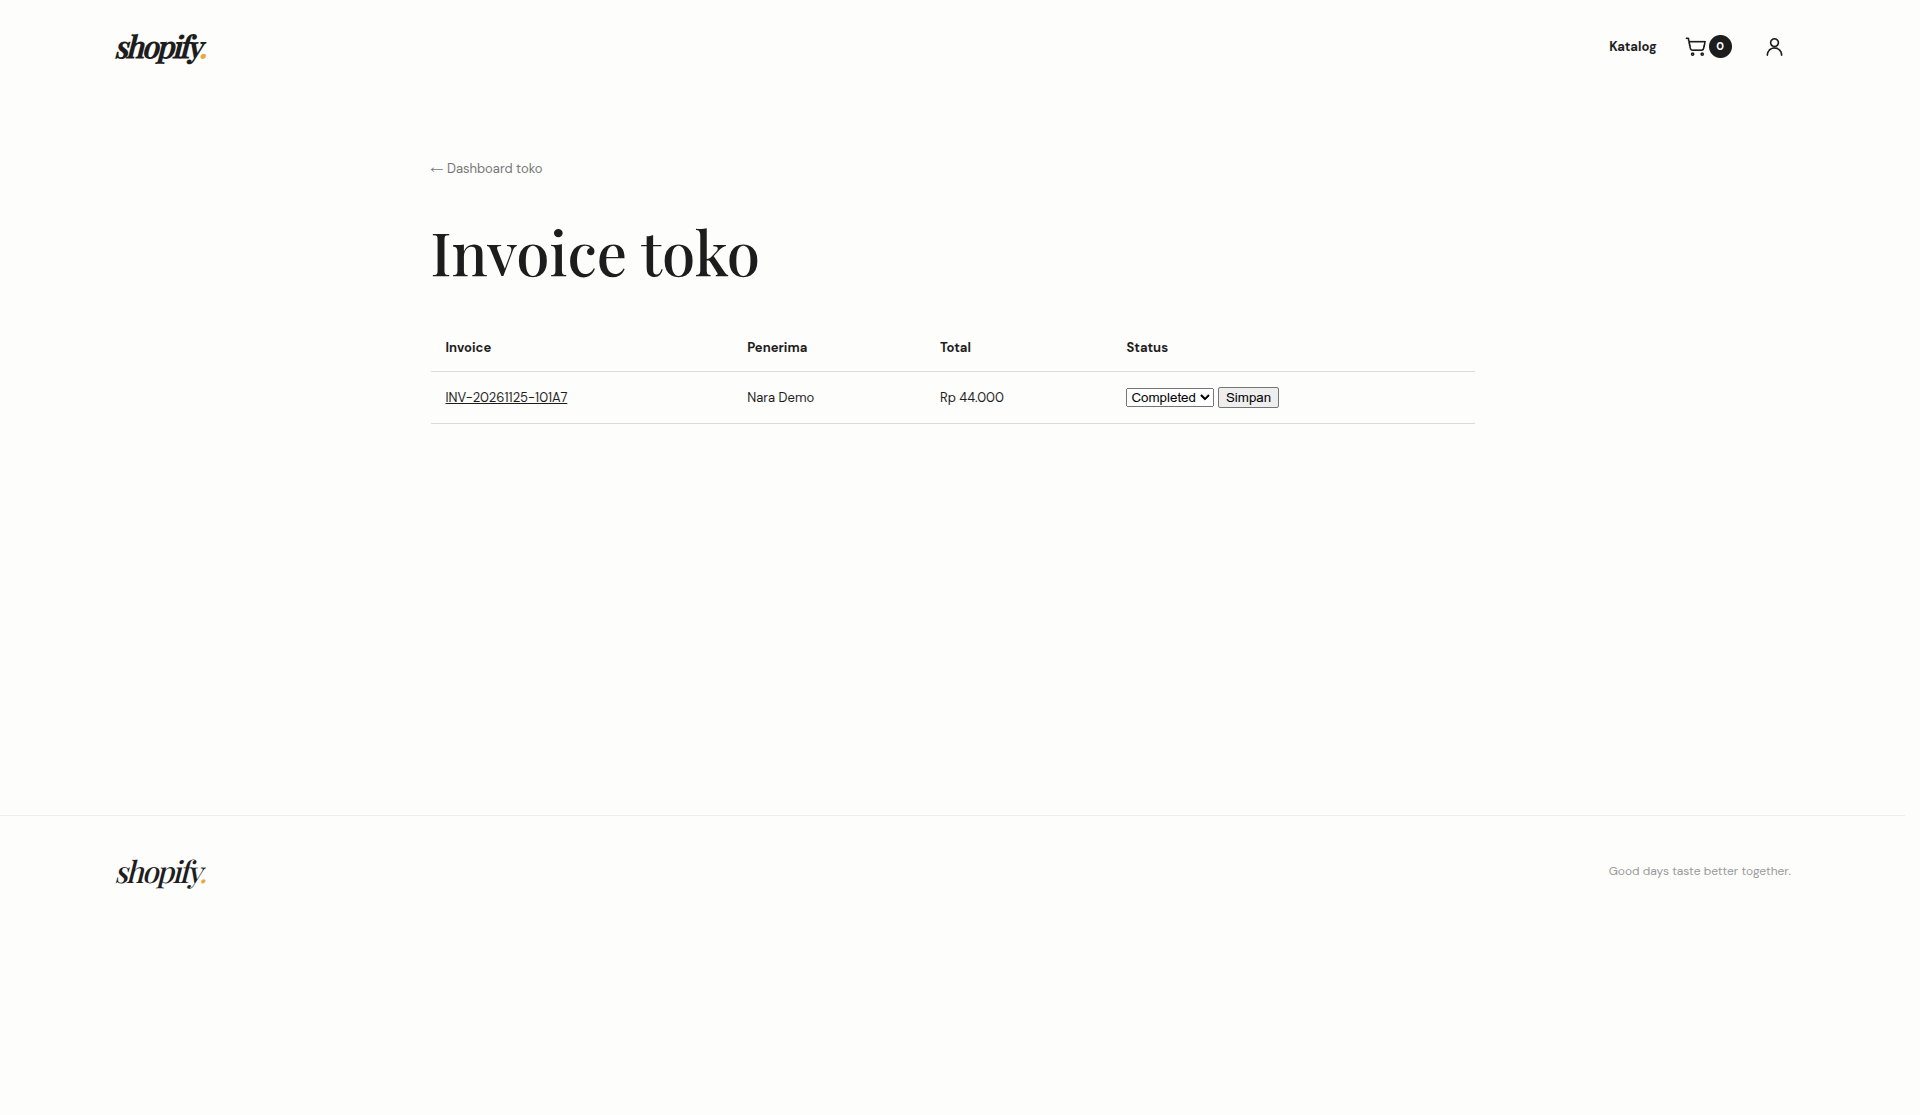 shopify.
Katalog 0
← Dashboard toko
Invoice toko
Invoice Penerima Total Status
INV-20261125-101A7 Nara Demo Rp 44.000 Completed Simpan
shopify.
Good days taste better together.